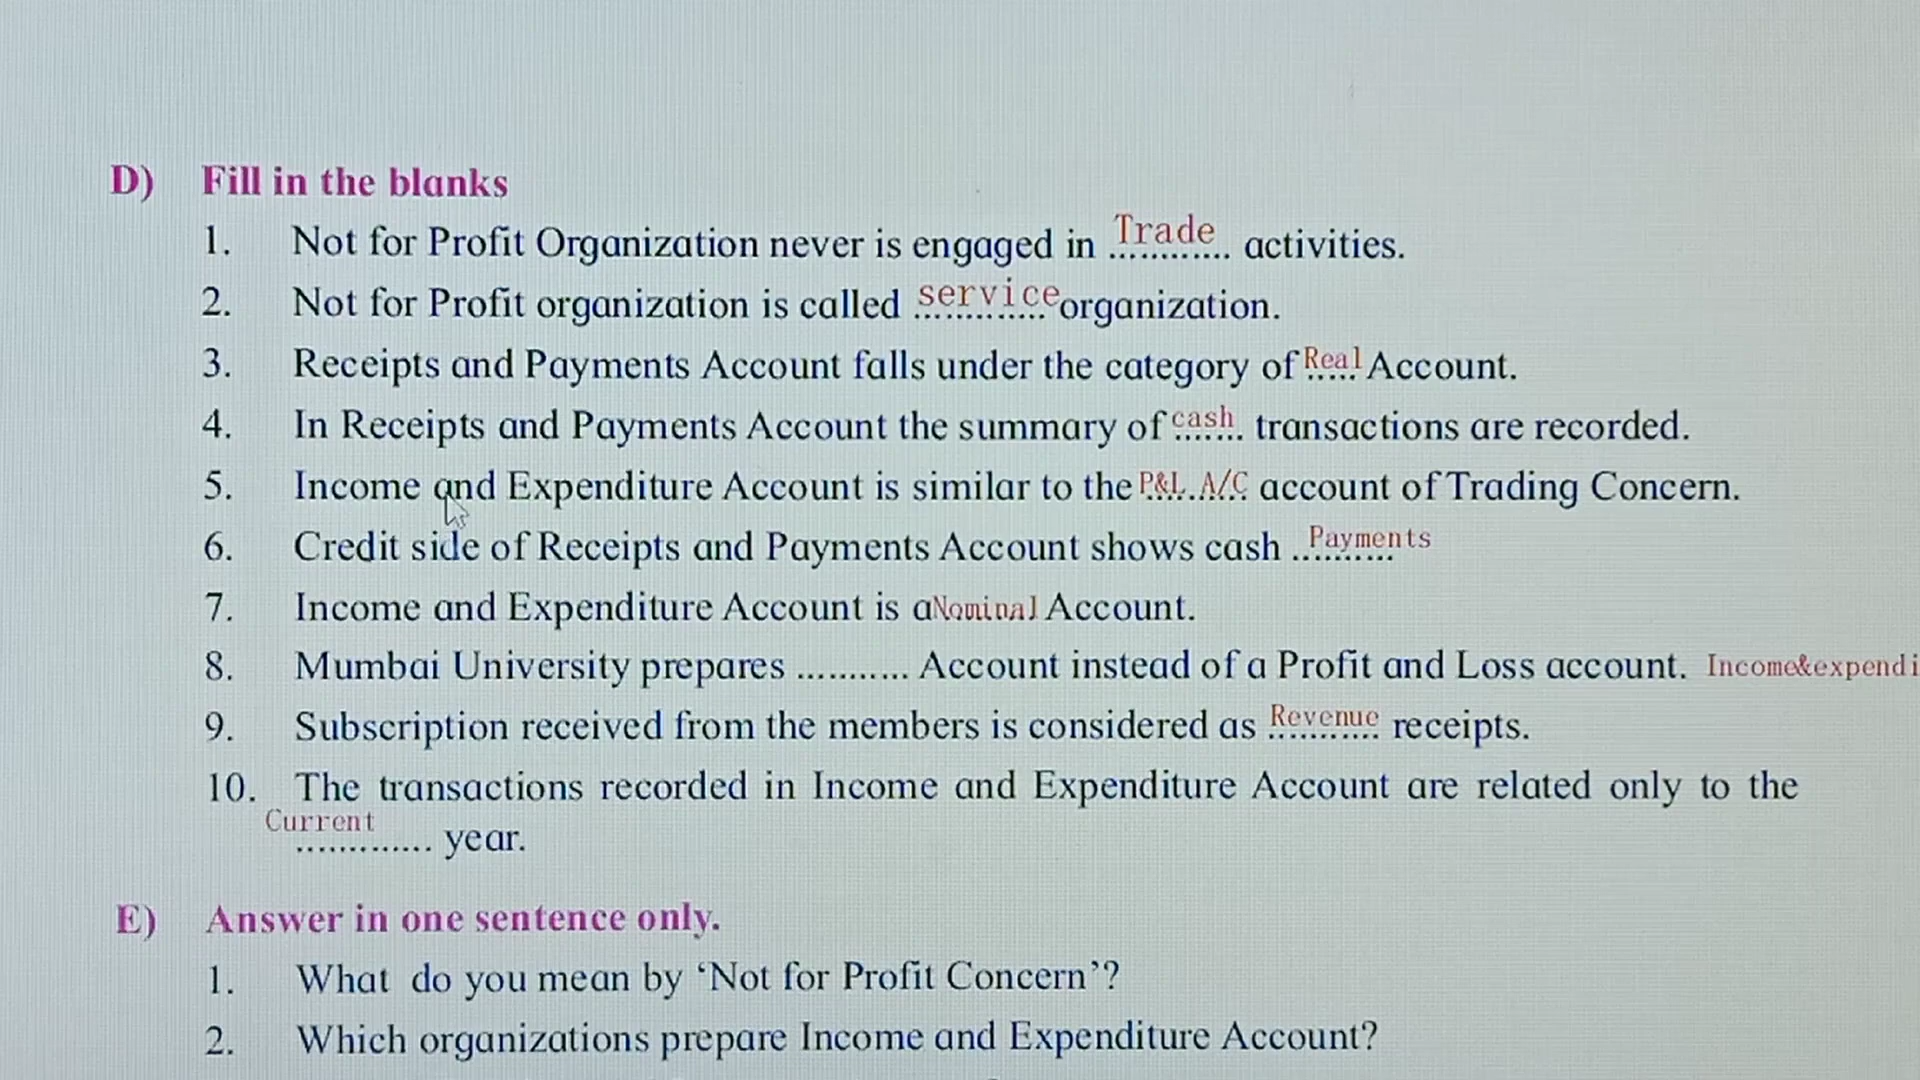 D) Fill in the blanks
1. Not for Profit Organization never is engaged in Trade ............ activities.
2. Not for Profit organization is called service ............. organization.
3. Receipts and Payments Account falls under the category of Real ..... Account.
4. In Receipts and Payments Account the summary of cash ....... transactions are recorded.
5. Income and Expenditure Account is similar to the P&L A/C ........... account of Trading Concern.
6. Credit side of Receipts and Payments Account shows cash .......... Payments
7. Income and Expenditure Account is a Nominal Account.
8. Mumbai University prepares ........... Account instead of a Profit and Loss account. Income&expendi
9. Subscription received from the members is considered as Revenue ........... receipts.
10. The transactions recorded in Income and Expenditure Account are related only to the
Current ............. year.
E) Answer in one sentence only.
1. What do you mean by ‘Not for Profit Concern’?
2. Which organizations prepare Income and Expenditure Account?